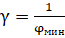 γ = 1/φмин